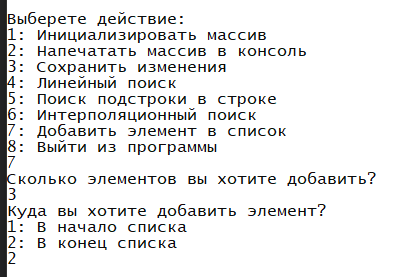 Выберете действие:
1: Инициализировать массив
2: Напечатать массив в консоль
3: Сохранить изменения
4: Линейный поиск
5: Поиск подстроки в строке
6: Интерполяционный поиск
7: Добавить элемент в список
8: Выйти из программы
7
Сколько элементов вы хотите добавить?
3
Куда вы хотите добавить элемент?
1: В начало списка
2: В конец списка
2